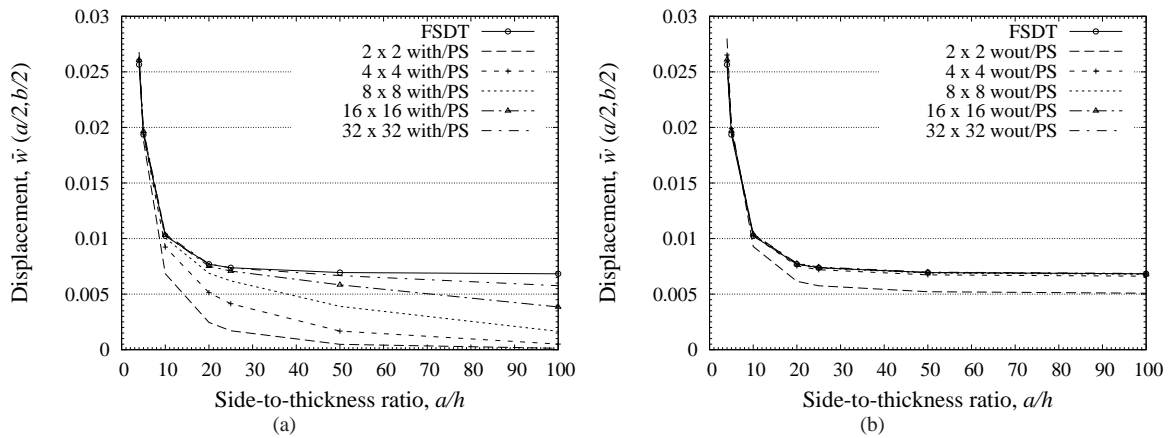 0.03
0.025
0.02
0.015
0.01
0.005
0
Displacement, w̄ (a/2,b/2)
FSDT
2 x 2 with/PS
4 x 4 with/PS
8 x 8 with/PS
16 x 16 with/PS
32 x 32 with/PS
0 10 20 30 40 50 60 70 80 90 100
Side-to-thickness ratio, a/h
(a)
0.03
0.025
0.02
0.015
0.01
0.005
0
Displacement, w̄ (a/2,b/2)
FSDT
2 x 2 wout/PS
4 x 4 wout/PS
8 x 8 wout/PS
16 x 16 wout/PS
32 x 32 wout/PS
0 10 20 30 40 50 60 70 80 90 100
Side-to-thickness ratio, a/h
(b)